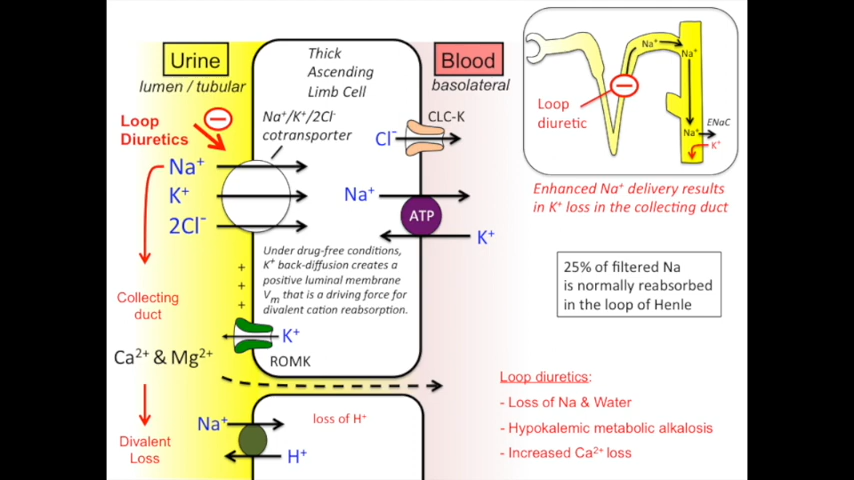 Urine
lumen / tubular
Thick
Ascending
Limb Cell
Blood
basolateral
Loop
Diuretics
Na⁺/K⁺/2Cl⁻
cotransporter
CLC-K
Cl⁻
Na⁺
K⁺
2Cl⁻
Na⁺
ATP
K⁺
Under drug-free conditions,
K⁺ back-diffusion creates a
positive luminal membrane
Vm that is a driving force for
divalent cation reabsorption.
+
+
+
Collecting
duct
K⁺
ROMK
Ca²⁺ & Mg²⁺
Na⁺
loss of H⁺
H⁺
Divalent
Loss
Na⁺
Na⁺
Loop
diuretic
Na⁺
ENaC
K⁺
Enhanced Na⁺ delivery results
in K⁺ loss in the collecting duct
25% of filtered Na
is normally reabsorbed
in the loop of Henle
Loop diuretics:
- Loss of Na & Water
- Hypokalemic metabolic alkalosis
- Increased Ca²⁺ loss